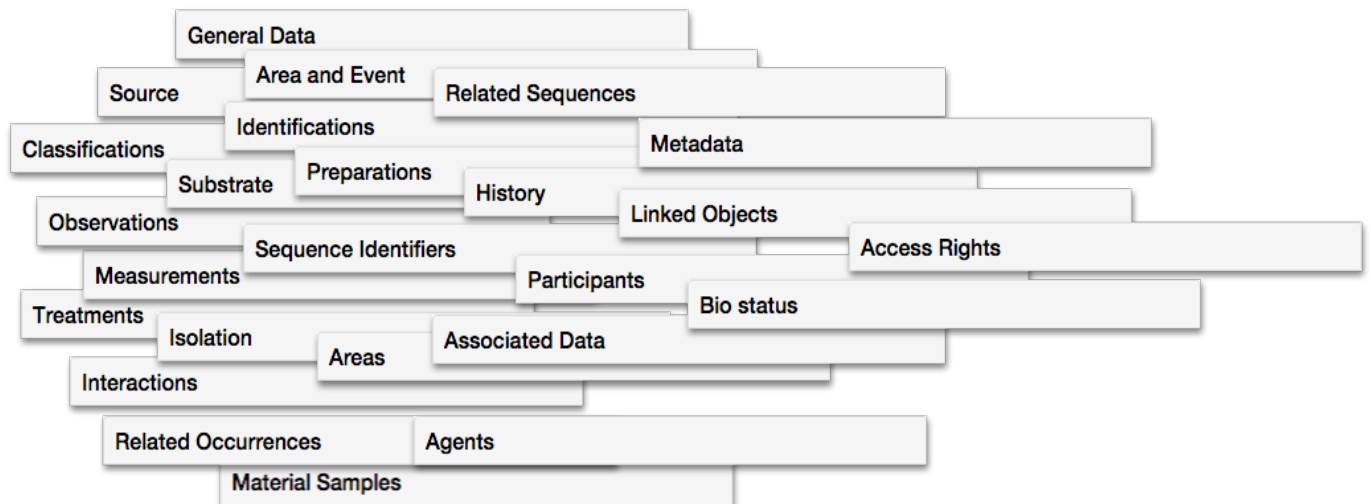 General Data
Area and Event
Source
Related Sequences
Identifications
Classifications
Metadata
Preparations
Substrate
History
Observations
Linked Objects
Sequence Identifiers
Access Rights
Measurements
Participants
Treatments
Bio status
Isolation
Associated Data
Areas
Interactions
Related Occurrences
Agents
Material Samples